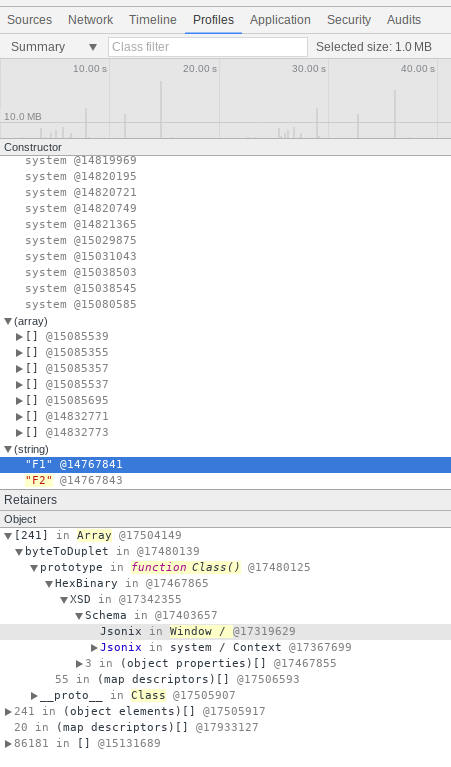 Sources Network Timeline Profiles Application Security Audits
Summary ▼ Class filter Selected size: 1.0 MB
10.00 s 20.00 s 30.00 s 40.00 s
10.0 MB
Constructor
system @14819969
system @14820195
system @14820721
system @14820749
system @14821365
system @15029875
system @15031043
system @15038503
system @15038545
system @15080585
▼(array)
▶[] @15085539
▶[] @15085355
▶[] @15085357
▶[] @15085537
▶[] @15085695
▶[] @14832771
▶[] @14832773
▼(string)
"F1" @14767841
"F2" @14767843
Retainers
Object
▼[241] in Array @17504149
▼byteToDuplet in @17480139
▼prototype in function Class() @17480125
▼HexBinary in @17467865
▼XSD in @17342355
▼Schema in @17403657
Jsonix in Window / @17319629
▶Jsonix in system / Context @17367699
▶3 in (object properties)[] @17467855
55 in (map descriptors)[] @17506593
▶__proto__ in Class @17505907
▶241 in (object elements)[] @17505917
20 in (map descriptors)[] @17933127
▶86181 in [] @15131689